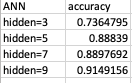 ANN accuracy
hidden=3 0.7364795
hidden=5 0.88839
hidden=7 0.8897692
hidden=9 0.9149156